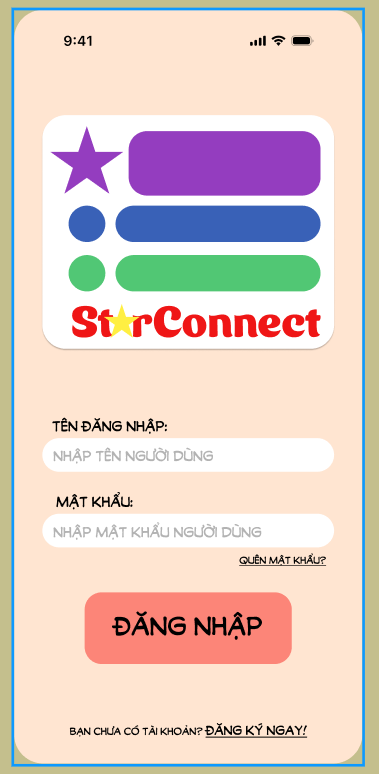 9:41
StarConnect
TÊN ĐĂNG NHẬP:
NHẬP TÊN NGƯỜI DÙNG
MẬT KHẨU:
NHẬP MẬT KHẨU NGƯỜI DÙNG
QUÊN MẬT KHẨU?
ĐĂNG NHẬP
BẠN CHƯA CÓ TÀI KHOẢN? ĐĂNG KÝ NGAY!